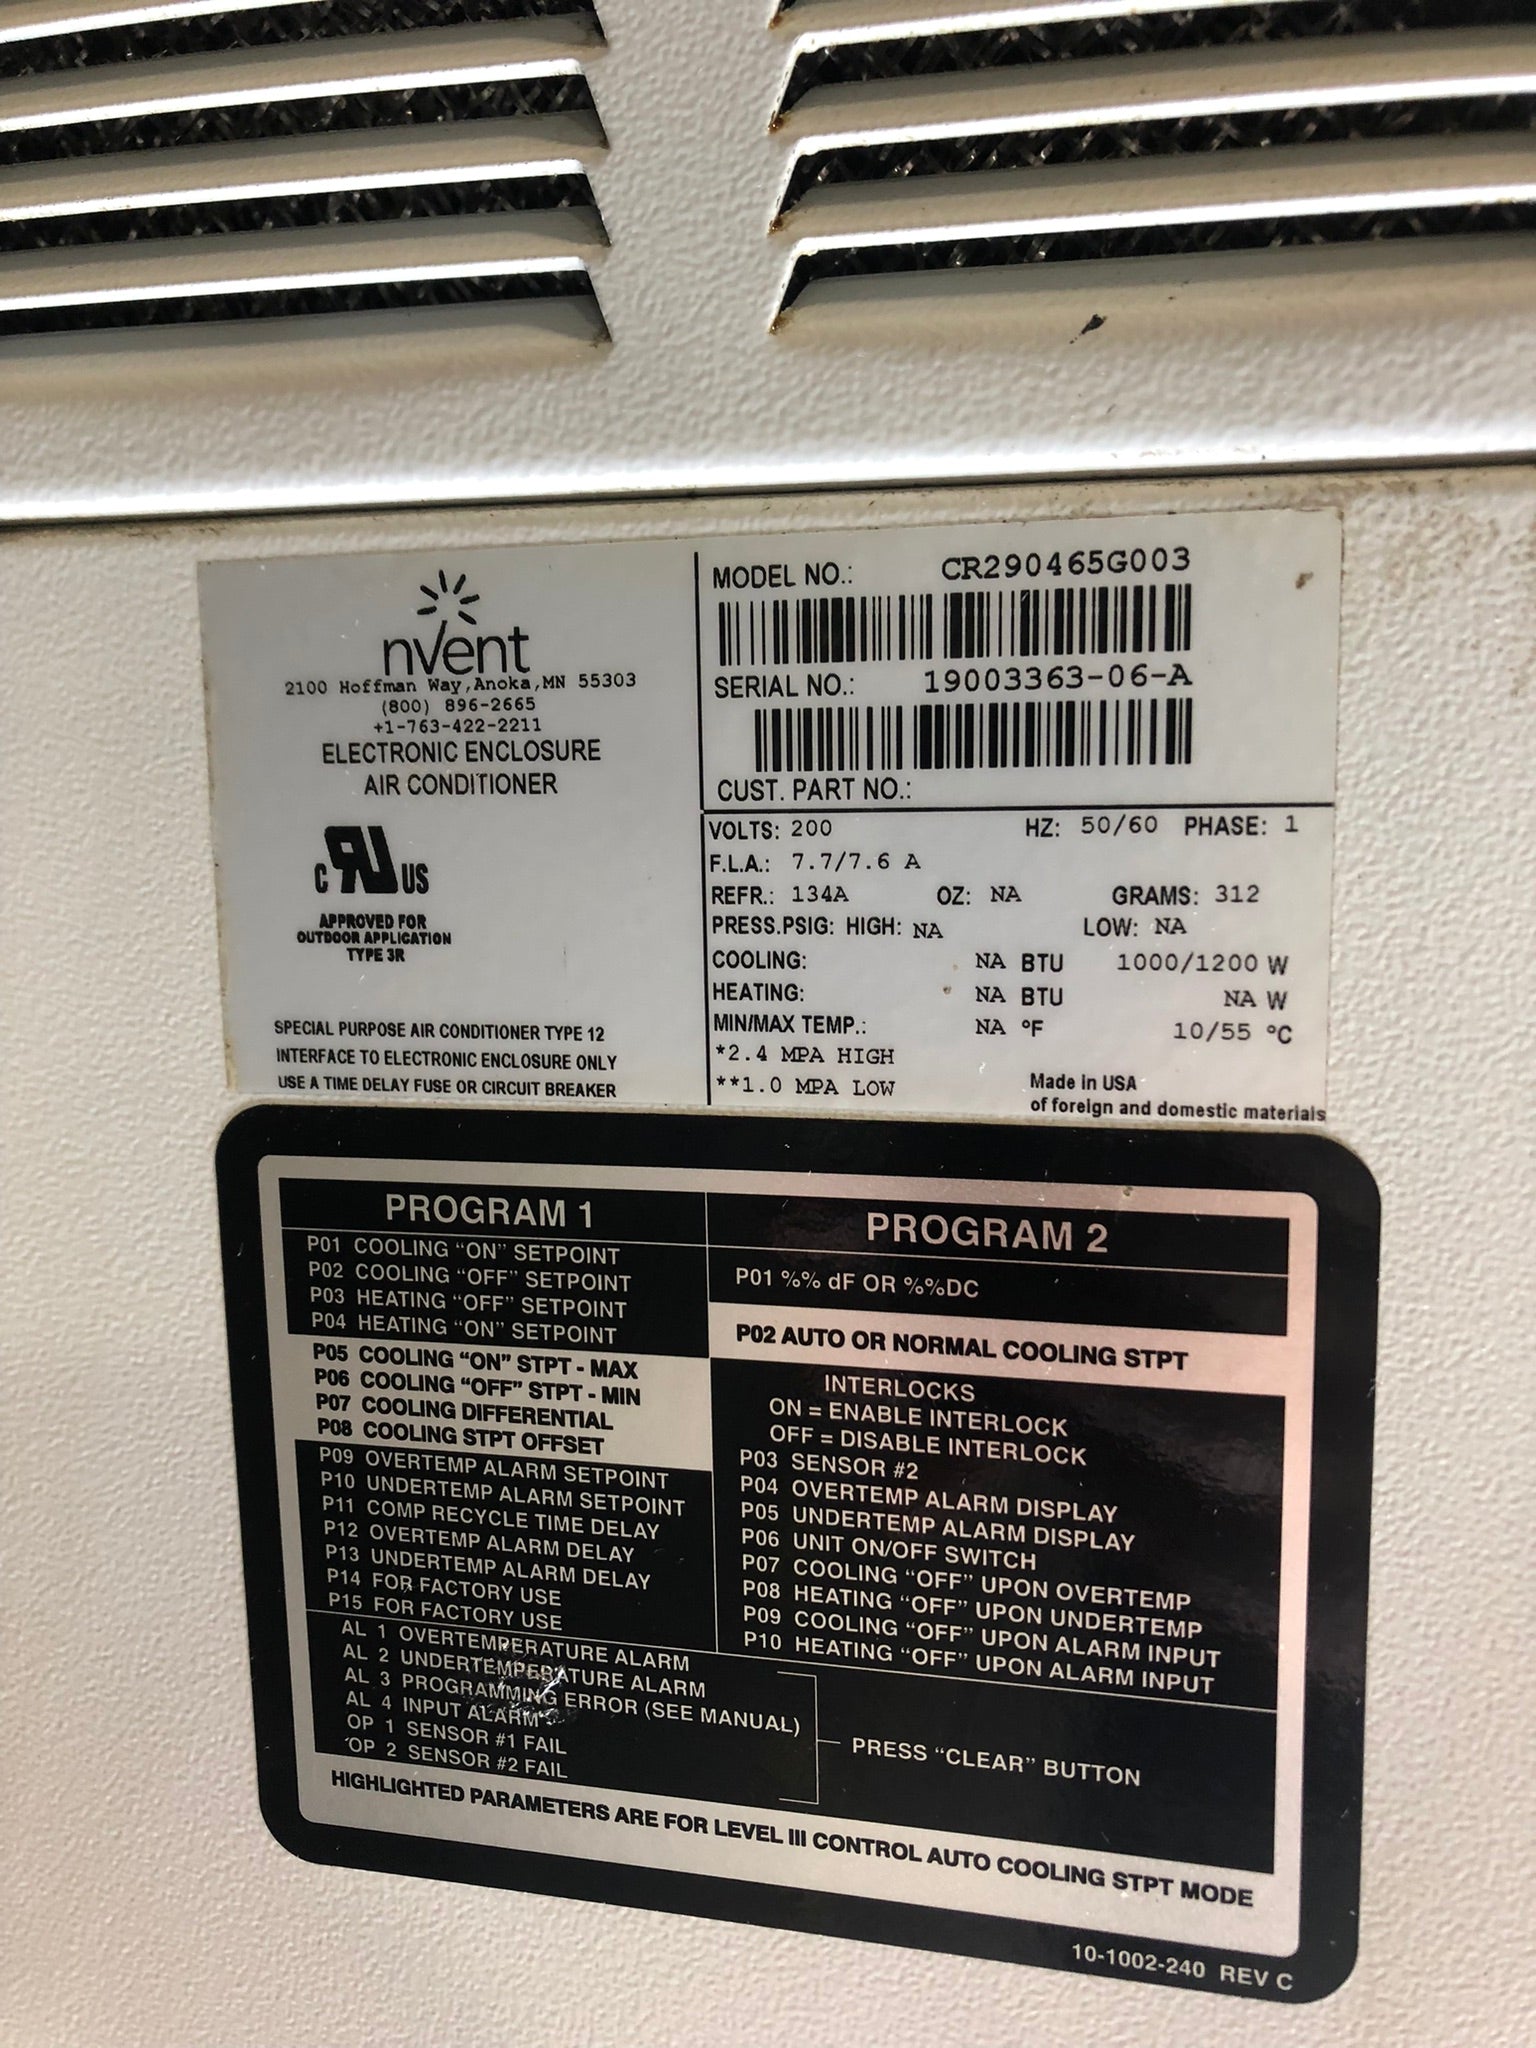 nVent
2100 Hoffman Way,Anoka,MN 55303
(800) 896-2665
+1-763-422-2211
ELECTRONIC ENCLOSURE
AIR CONDITIONER
C RU US
APPROVED FOR
OUTDOOR APPLICATION
TYPE 3R
SPECIAL PURPOSE AIR CONDITIONER TYPE 12
INTERFACE TO ELECTRONIC ENCLOSURE ONLY
USE A TIME DELAY FUSE OR CIRCUIT BREAKER
MODEL NO.: CR290465G003
SERIAL NO.: 19003363-06-A
CUST. PART NO.:
VOLTS: 200 HZ: 50/60 PHASE: 1
F.L.A.: 7.7/7.6 A
REFR.: 134A OZ: NA GRAMS: 312
PRESS.PSIG: HIGH: NA LOW: NA
COOLING: NA BTU 1000/1200 W
HEATING: NA BTU NA W
MIN/MAX TEMP.: NA °F 10/55 °C
*2.4 MPA HIGH
**1.0 MPA LOW
Made in USA
of foreign and domestic materials
PROGRAM 1
P01 COOLING "ON" SETPOINT
P02 COOLING "OFF" SETPOINT
P03 HEATING "OFF" SETPOINT
P04 HEATING "ON" SETPOINT
P05 COOLING "ON" STPT - MAX
P06 COOLING "OFF" STPT - MIN
P07 COOLING DIFFERENTIAL
P08 COOLING STPT OFFSET
P09 OVERTEMP ALARM SETPOINT
P10 UNDERTEMP ALARM SETPOINT
P11 COMP RECYCLE TIME DELAY
P12 OVERTEMP ALARM DELAY
P13 UNDERTEMP ALARM DELAY
P14 FOR FACTORY USE
P15 FOR FACTORY USE
PROGRAM 2
P01 %% dF OR %%DC
P02 AUTO OR NORMAL COOLING STPT
INTERLOCKS
ON = ENABLE INTERLOCK
OFF = DISABLE INTERLOCK
P03 SENSOR #2
P04 OVERTEMP ALARM DISPLAY
P05 UNDERTEMP ALARM DISPLAY
P06 UNIT ON/OFF SWITCH
P07 COOLING "OFF" UPON OVERTEMP
P08 HEATING "OFF" UPON UNDERTEMP
P09 COOLING "OFF" UPON ALARM INPUT
P10 HEATING "OFF" UPON ALARM INPUT
AL 1 OVERTEMPERATURE ALARM
AL 2 UNDERTEMPERATURE ALARM
AL 3 PROGRAMMING ERROR (SEE MANUAL)
AL 4 INPUT ALARM
OP 1 SENSOR #1 FAIL
OP 2 SENSOR #2 FAIL
PRESS "CLEAR" BUTTON
HIGHLIGHTED PARAMETERS ARE FOR LEVEL III CONTROL AUTO COOLING STPT MODE
10-1002-240 REV C